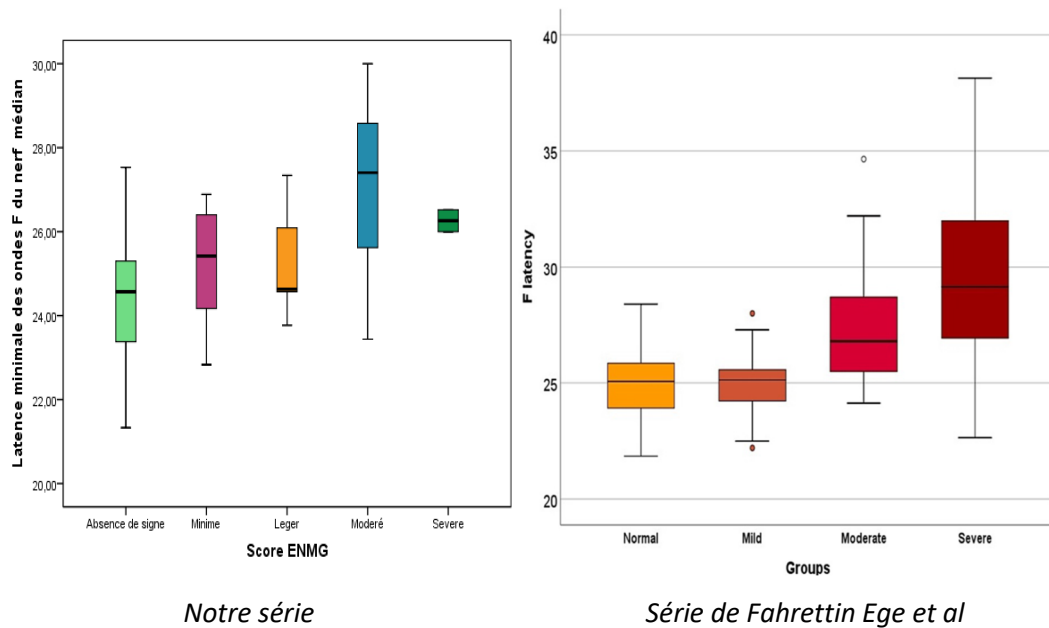 Latence minimale des ondes F du nerf médian
30,00
28,00
26,00
24,00
22,00
20,00
Absence de signe
Minime
Leger
Moderé
Severe
Score ENMG
F latency
40
35
30
25
20
Normal
Mild
Moderate
Severe
Groups
Notre série
Série de Fahrettin Ege et al